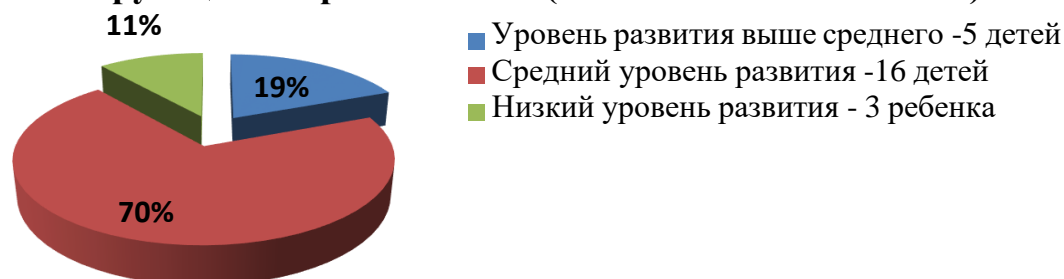 11%
Уровень развития выше среднего -5 детей
19%
Средний уровень развития -16 детей
Низкий уровень развития - 3 ребенка
70%